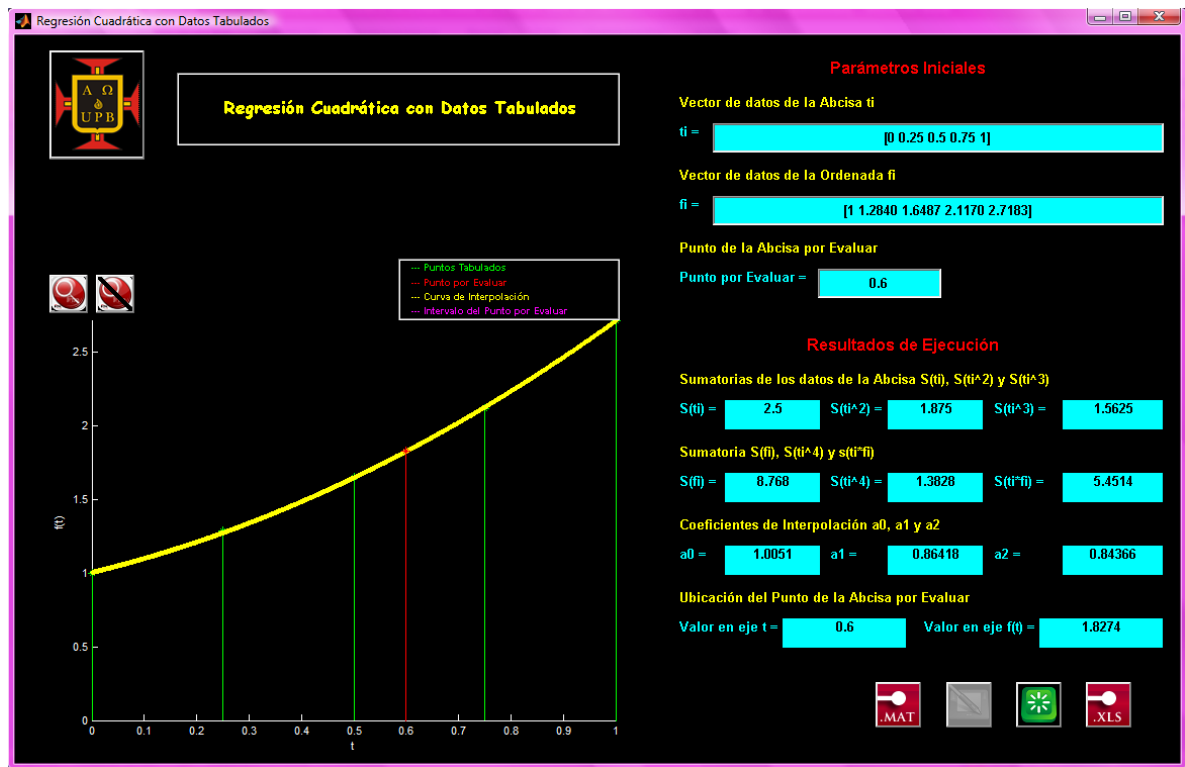 Regresión Cuadrática con Datos Tabulados
Α Ω
UPB
Regresión Cuadrática con Datos Tabulados
--- Puntos Tabulados
--- Punto por Evaluar
--- Curva de Interpolación
--- Intervalo del Punto por Evaluar
2.5
2
1.5
1
0.5
0
f(t)
0 0.1 0.2 0.3 0.4 0.5 0.6 0.7 0.8 0.9 1
t
Parámetros Iniciales
Vector de datos de la Abcisa ti
ti = [0 0.25 0.5 0.75 1]
Vector de datos de la Ordenada fi
fi = [1 1.2840 1.6487 2.1170 2.7183]
Punto de la Abcisa por Evaluar
Punto por Evaluar = 0.6
Resultados de Ejecución
Sumatorias de los datos de la Abcisa S(ti), S(ti^2) y S(ti^3)
S(ti) = 2.5 S(ti^2) = 1.875 S(ti^3) = 1.5625
Sumatoria S(fi), S(ti^4) y s(ti*fi)
S(fi) = 8.768 S(ti^4) = 1.3828 S(ti*fi) = 5.4514
Coeficientes de Interpolación a0, a1 y a2
a0 = 1.0051 a1 = 0.86418 a2 = 0.84366
Ubicación del Punto de la Abcisa por Evaluar
Valor en eje t = 0.6 Valor en eje f(t) = 1.8274
.MAT
.XLS